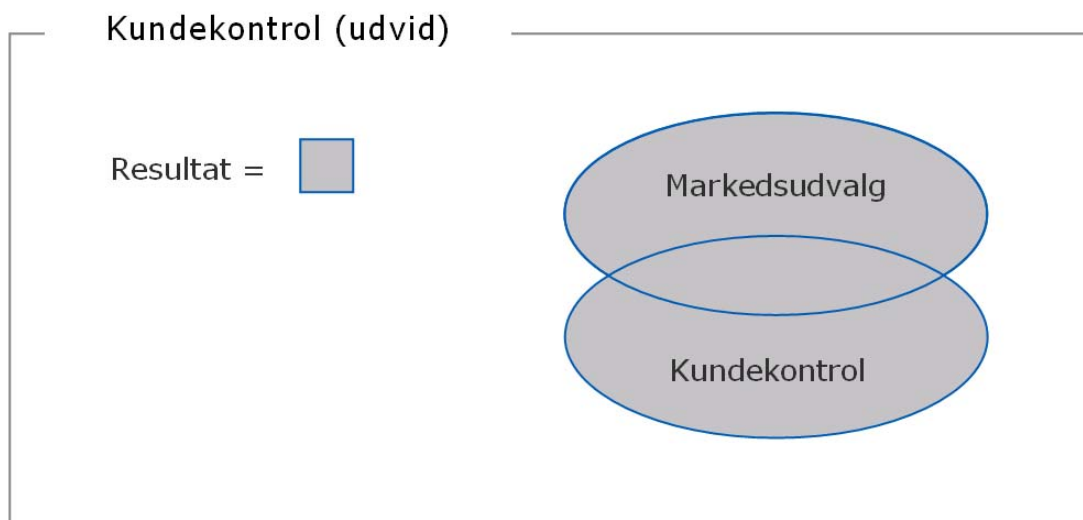 Kundekontrol (udvid)
Resultat =
Markedsudvalg
Kundekontrol